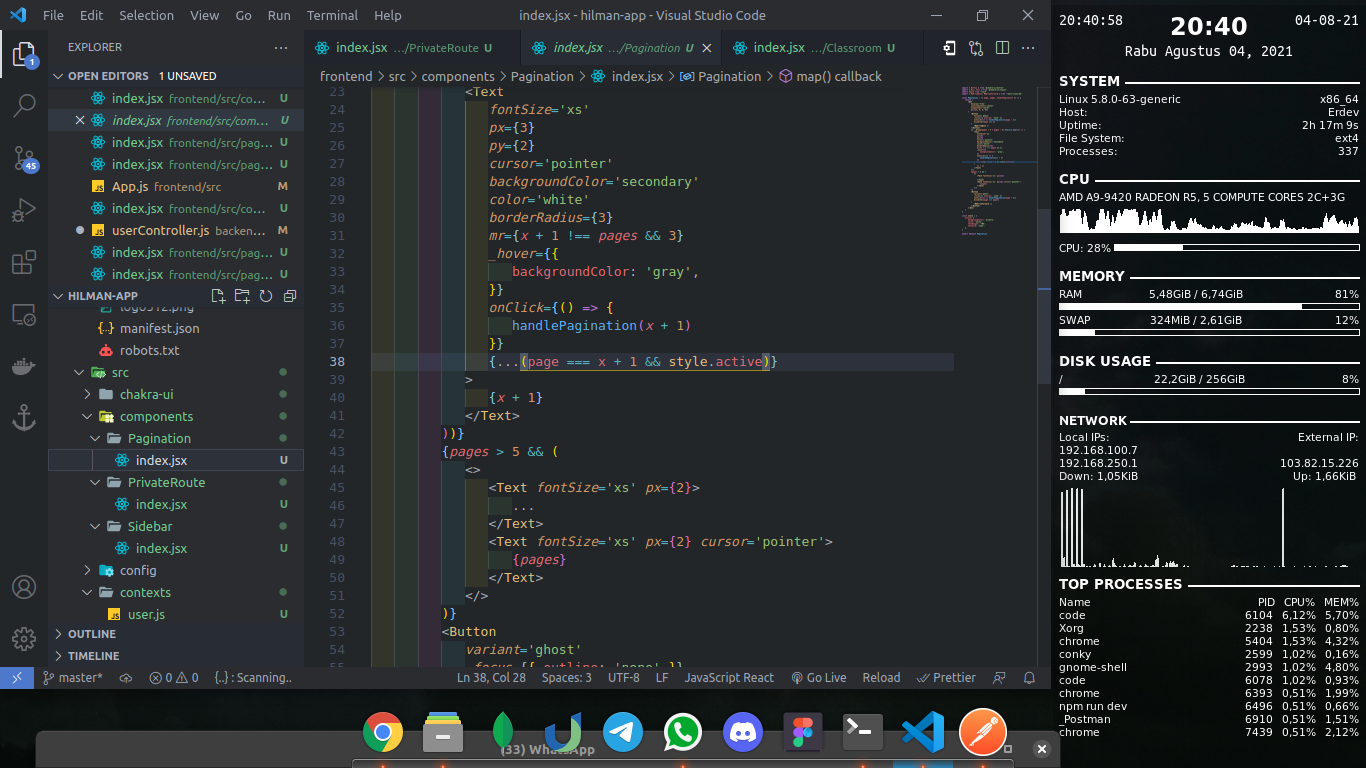 File Edit Selection View Go Run Terminal Help index.jsx - hilman-app - Visual Studio Code
EXPLORER
OPEN EDITORS 1 UNSAVED
index.jsx frontend/src/co... U
index.jsx frontend/src/com... U
index.jsx frontend/src/pag... U
index.jsx frontend/src/pag... U
App.js frontend/src M
index.jsx frontend/src/co... U
userController.js backen... M
index.jsx frontend/src/pag... U
index.jsx frontend/src/pag... U
HILMAN-APP
logo512.png
manifest.json
robots.txt
src
chakra-ui
components
Pagination
index.jsx U
PrivateRoute
index.jsx U
Sidebar
index.jsx U
config
contexts
user.js U
OUTLINE
TIMELINE
1
45
index.jsx .../PrivateRoute U
index.jsx .../Pagination U
index.jsx .../Classroom U
frontend > src > components > Pagination > index.jsx > Pagination > map() callback
23 <Text
24 fontSize='xs'
25 px={3}
26 py={2}
27 cursor='pointer'
28 backgroundColor='secondary'
29 color='white'
30 borderRadius={3}
31 mr={x + 1 !== pages && 3}
32 _hover={{
33 backgroundColor: 'gray',
34 }}
35 onClick={() => {
36 handlePagination(x + 1)
37 }}
38 {...(page === x + 1 && style.active)}
39 >
40 {x + 1}
41 </Text>
42 ))}
43 {pages > 5 && (
44 <>
45 <Text fontSize='xs' px={2}>
46 ...
47 </Text>
48 <Text fontSize='xs' px={2} cursor='pointer'>
49 {pages}
50 </Text>
51 </>
52 )}
53 <Button
54 variant='ghost'
55 _focus={{ outline: 'none' }}
master* 0 0 {..} : Scanning.. Ln 38, Col 28 Spaces: 3 UTF-8 LF JavaScript React Go Live Reload Prettier
(33) WhatsApp
20:40:58 20:40 04-08-21
Rabu Agustus 04, 2021
SYSTEM
Linux 5.8.0-63-generic x86_64
Host: Erdev
Uptime: 2h 17m 9s
File System: ext4
Processes: 337
CPU
AMD A9-9420 RADEON R5, 5 COMPUTE CORES 2C+3G
CPU: 28%
MEMORY
RAM 5,48GiB / 6,74GiB 81%
SWAP 324MiB / 2,61GiB 12%
DISK USAGE
/ 22,2GiB / 256GiB 8%
NETWORK
Local IPs: External IP:
192.168.100.7
192.168.250.1 103.82.15.226
Down: 1,05KiB Up: 1,66KiB
TOP PROCESSES
Name PID CPU% MEM%
code 6104 6,12% 5,70%
Xorg 2238 1,53% 0,80%
chrome 5404 1,53% 4,32%
conky 2599 1,02% 0,16%
gnome-shell 2993 1,02% 4,80%
code 6078 1,02% 0,93%
chrome 6393 0,51% 1,99%
npm run dev 6496 0,51% 0,66%
_Postman 6910 0,51% 1,51%
chrome 7439 0,51% 2,12%